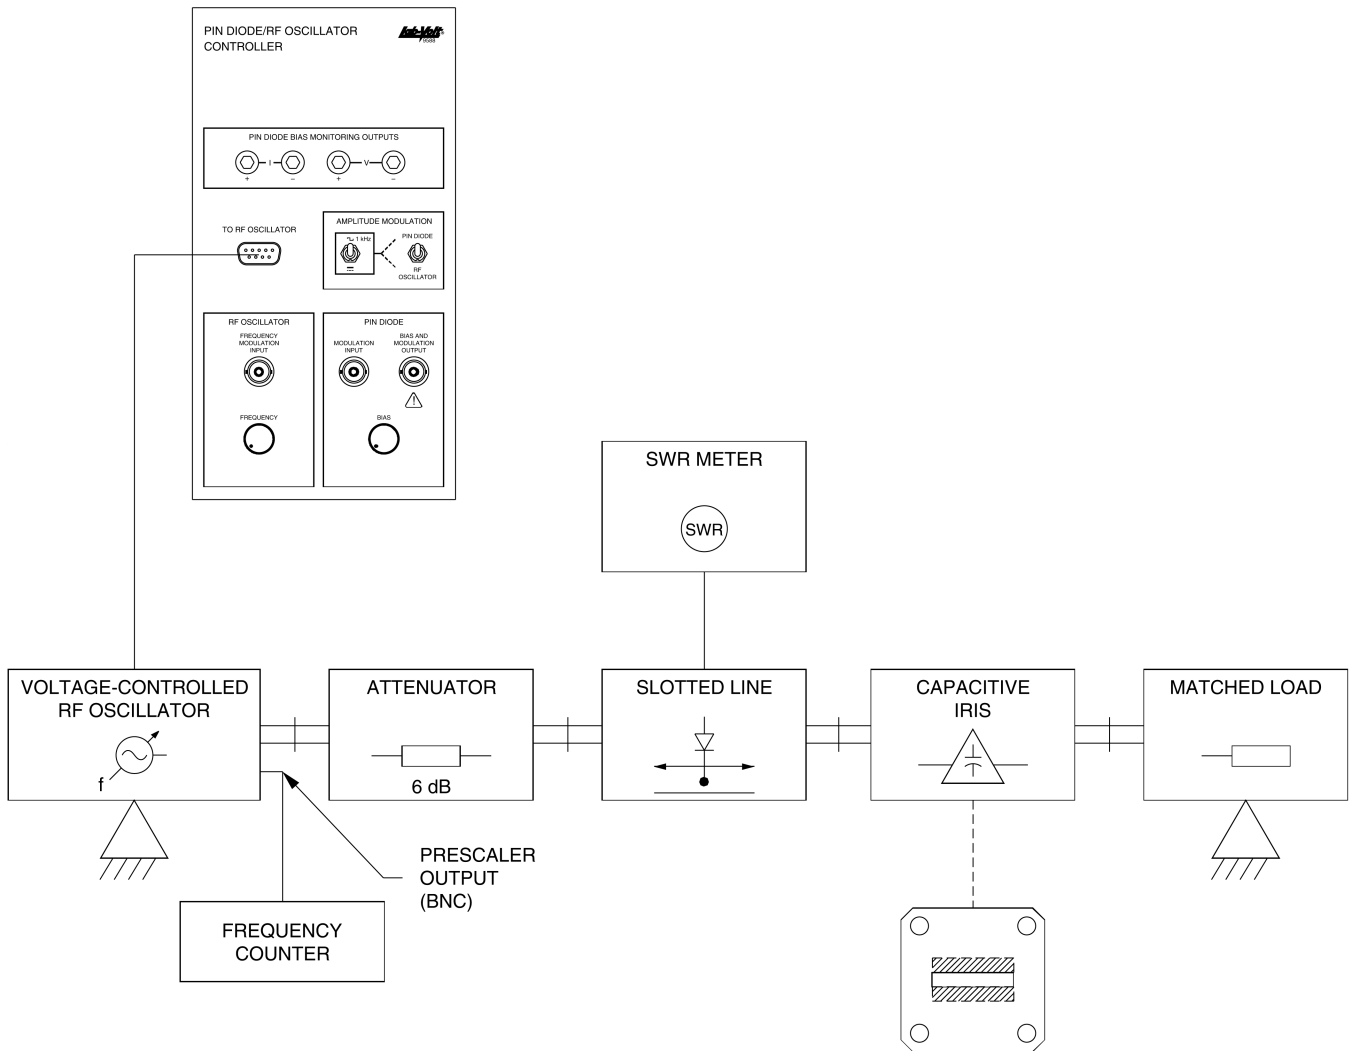 PIN DIODE/RF OSCILLATOR
CONTROLLER
Lab-Volt®
9588
PIN DIODE BIAS MONITORING OUTPUTS
I
V
+
−
+
−
TO RF OSCILLATOR
AMPLITUDE MODULATION
1 kHz
PIN DIODE
RF
OSCILLATOR
RF OSCILLATOR
FREQUENCY
MODULATION
INPUT
FREQUENCY
PIN DIODE
MODULATION
INPUT
BIAS AND
MODULATION
OUTPUT
!
BIAS
SWR METER
SWR
VOLTAGE-CONTROLLED
RF OSCILLATOR
f
ATTENUATOR
6 dB
SLOTTED LINE
CAPACITIVE
IRIS
MATCHED LOAD
PRESCALER
OUTPUT
(BNC)
FREQUENCY
COUNTER